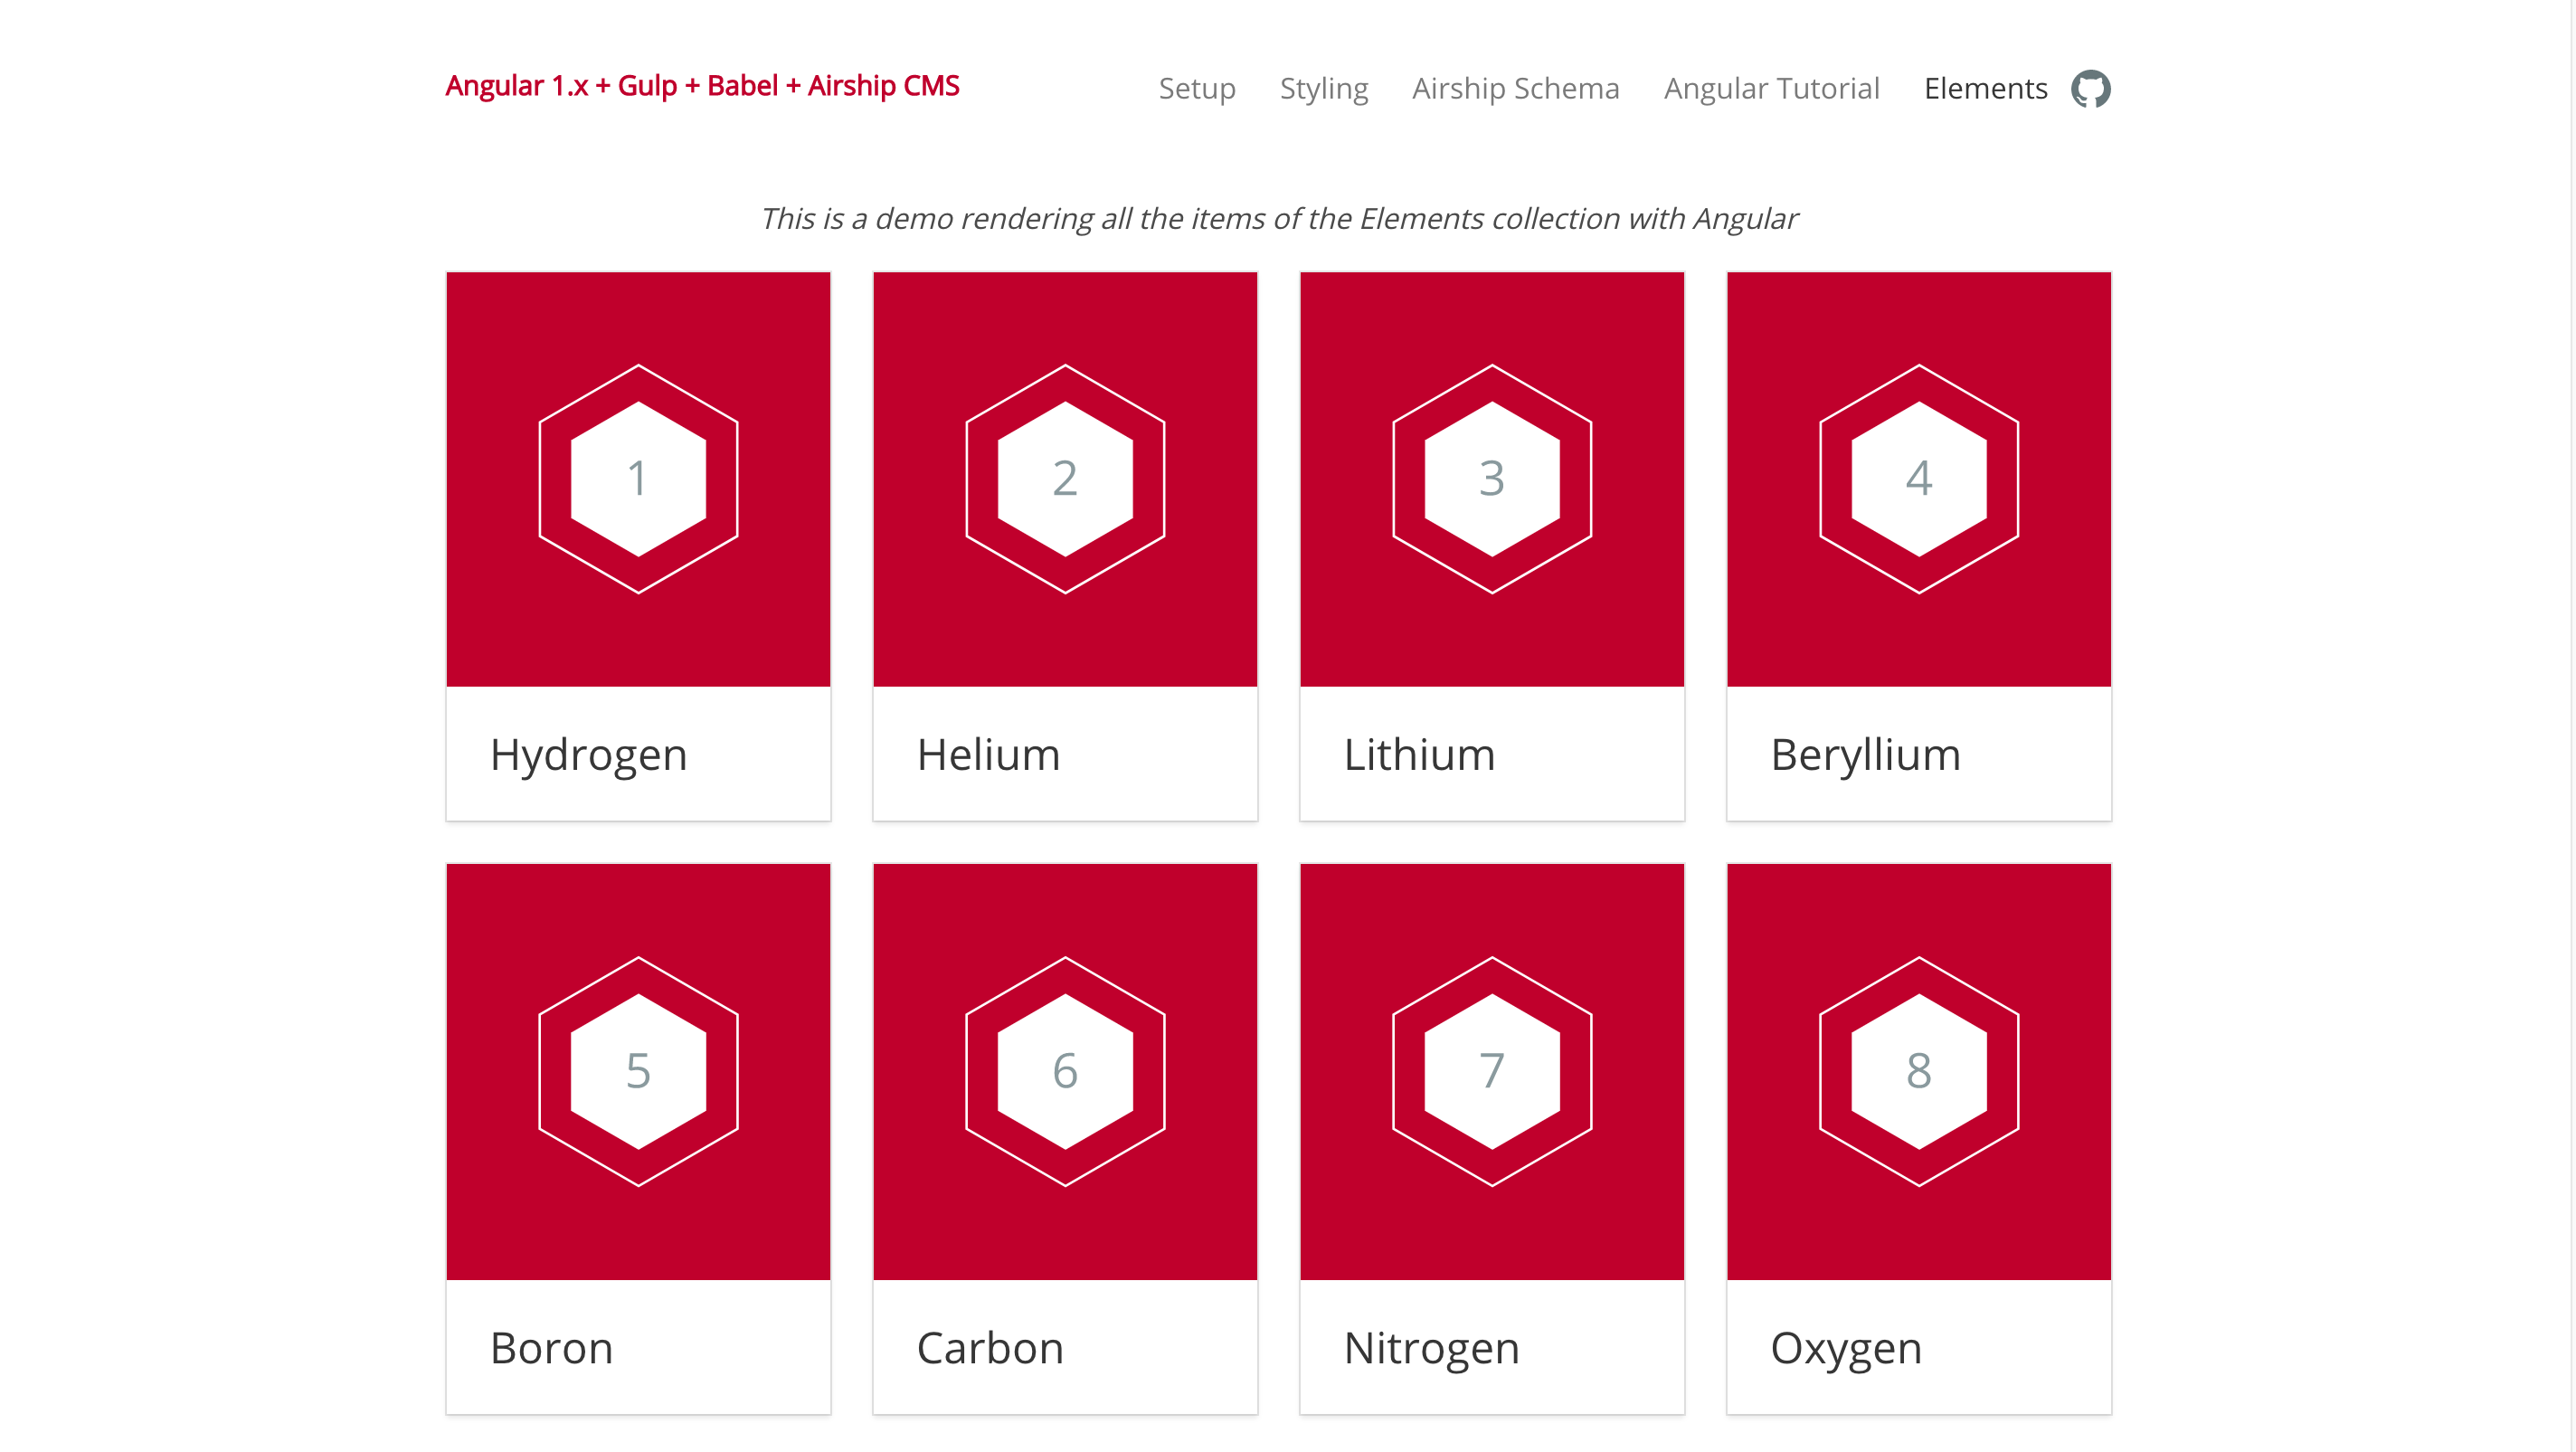 Angular 1.x + Gulp + Babel + Airship CMS
Setup Styling Airship Schema Angular Tutorial Elements
This is a demo rendering all the items of the Elements collection with Angular
1 2 3 4
Hydrogen Helium Lithium Beryllium
5 6 7 8
Boron Carbon Nitrogen Oxygen